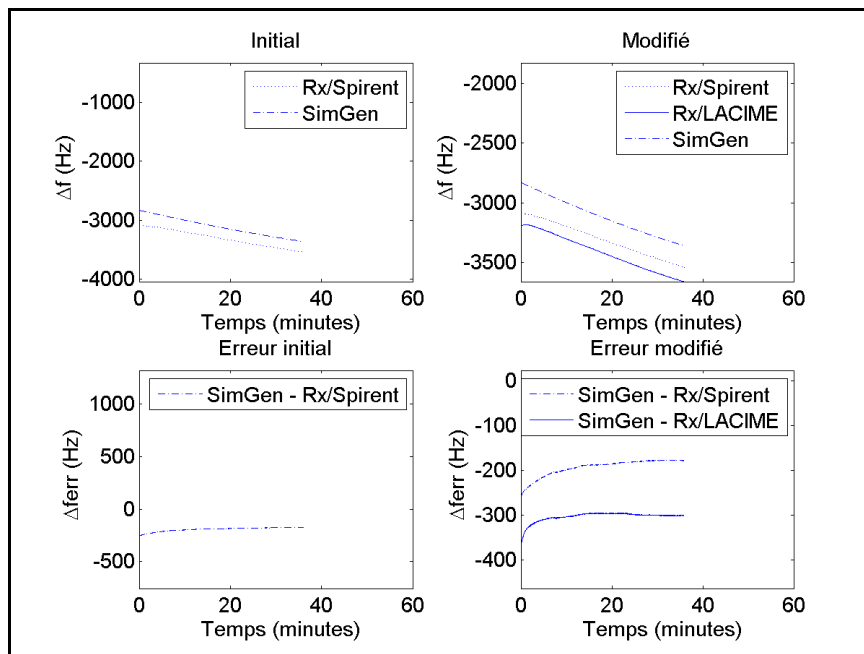 Initial
-1000
-2000
-3000
-4000
Δf (Hz)
Rx/Spirent
SimGen
0
20
40
60
Temps (minutes)
Modifié
-2000
-2500
-3000
-3500
Δf (Hz)
Rx/Spirent
Rx/LACIME
SimGen
0
20
40
60
Temps (minutes)
Erreur initial
1000
500
0
-500
Δferr (Hz)
SimGen - Rx/Spirent
0
20
40
60
Temps (minutes)
Erreur modifié
0
-100
-200
-300
-400
Δferr (Hz)
SimGen - Rx/Spirent
SimGen - Rx/LACIME
0
20
40
60
Temps (minutes)